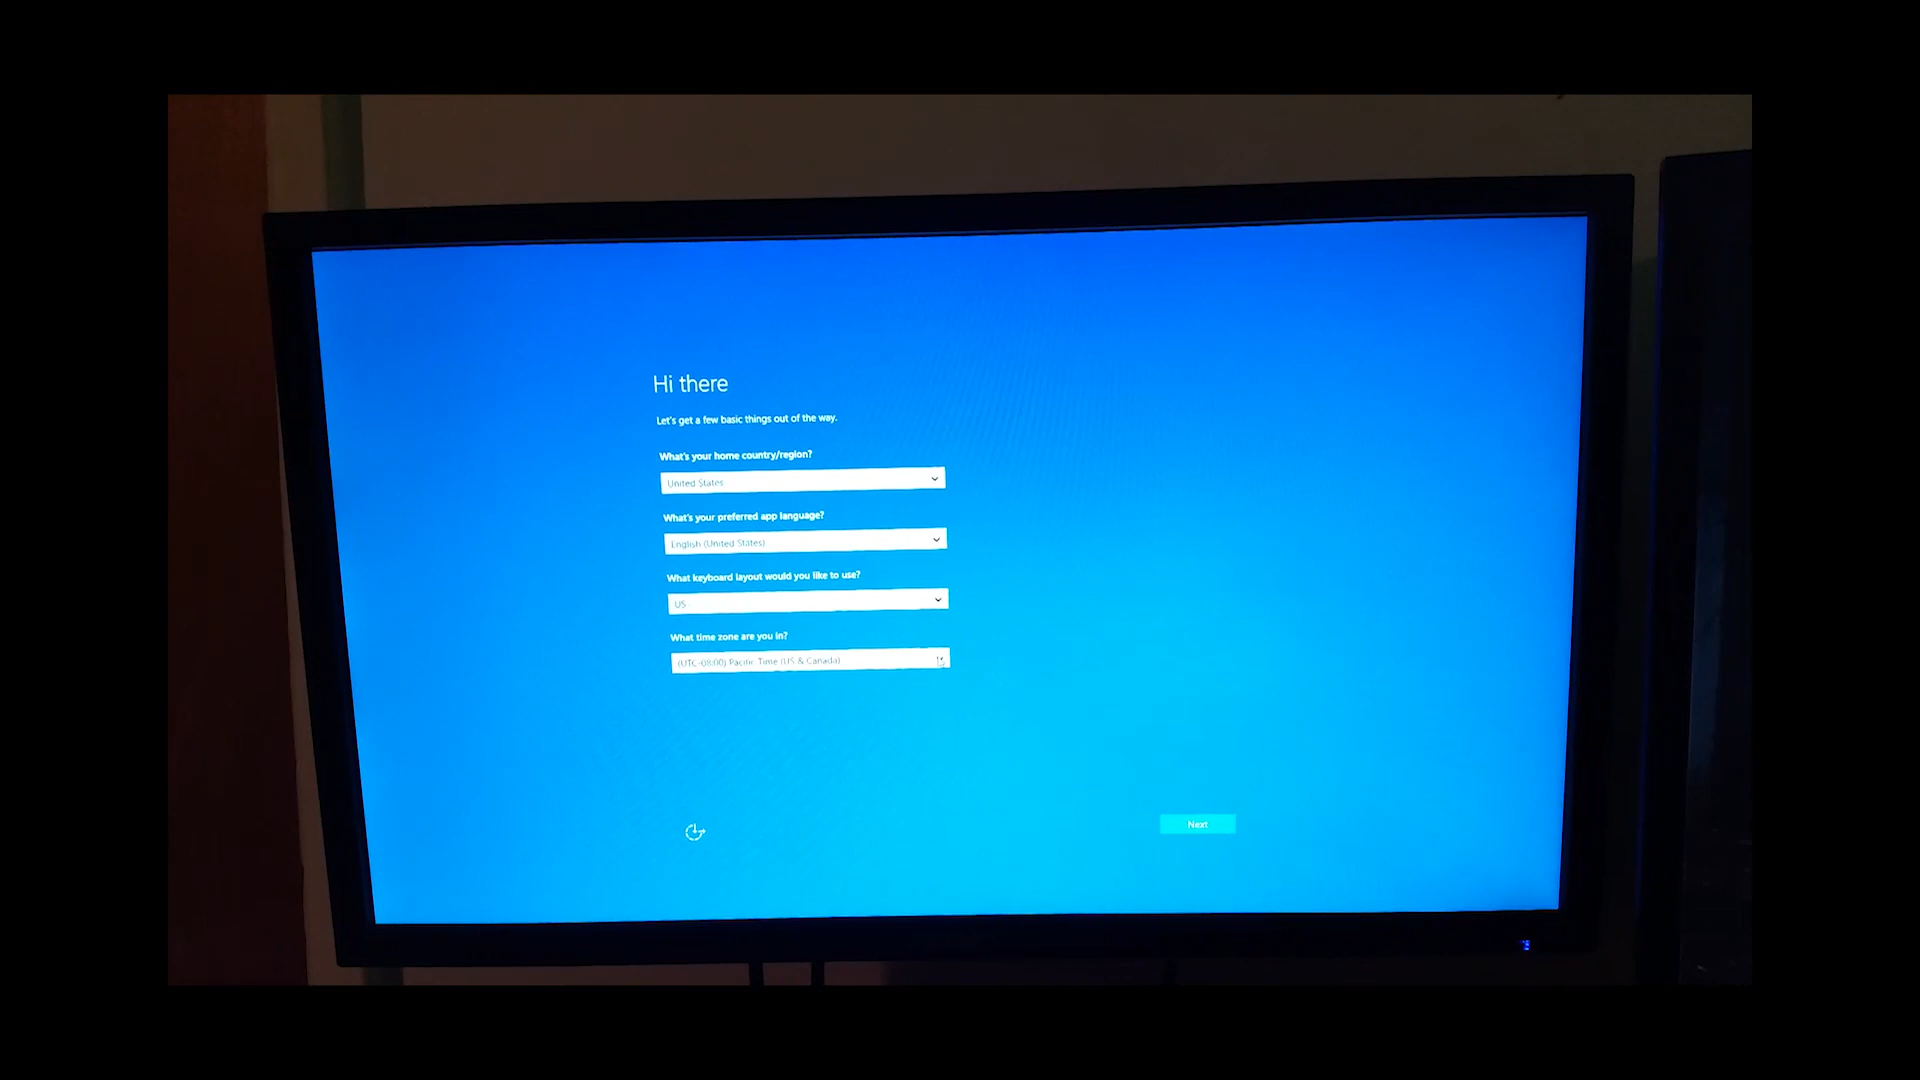 Hi there
Let's get a few basic things out of the way.
What's your home country/region?
United States
What's your preferred app language?
English (United States)
What keyboard layout would you like to use?
US
What time zone are you in?
(UTC-08:00) Pacific Time (US & Canada)
Next